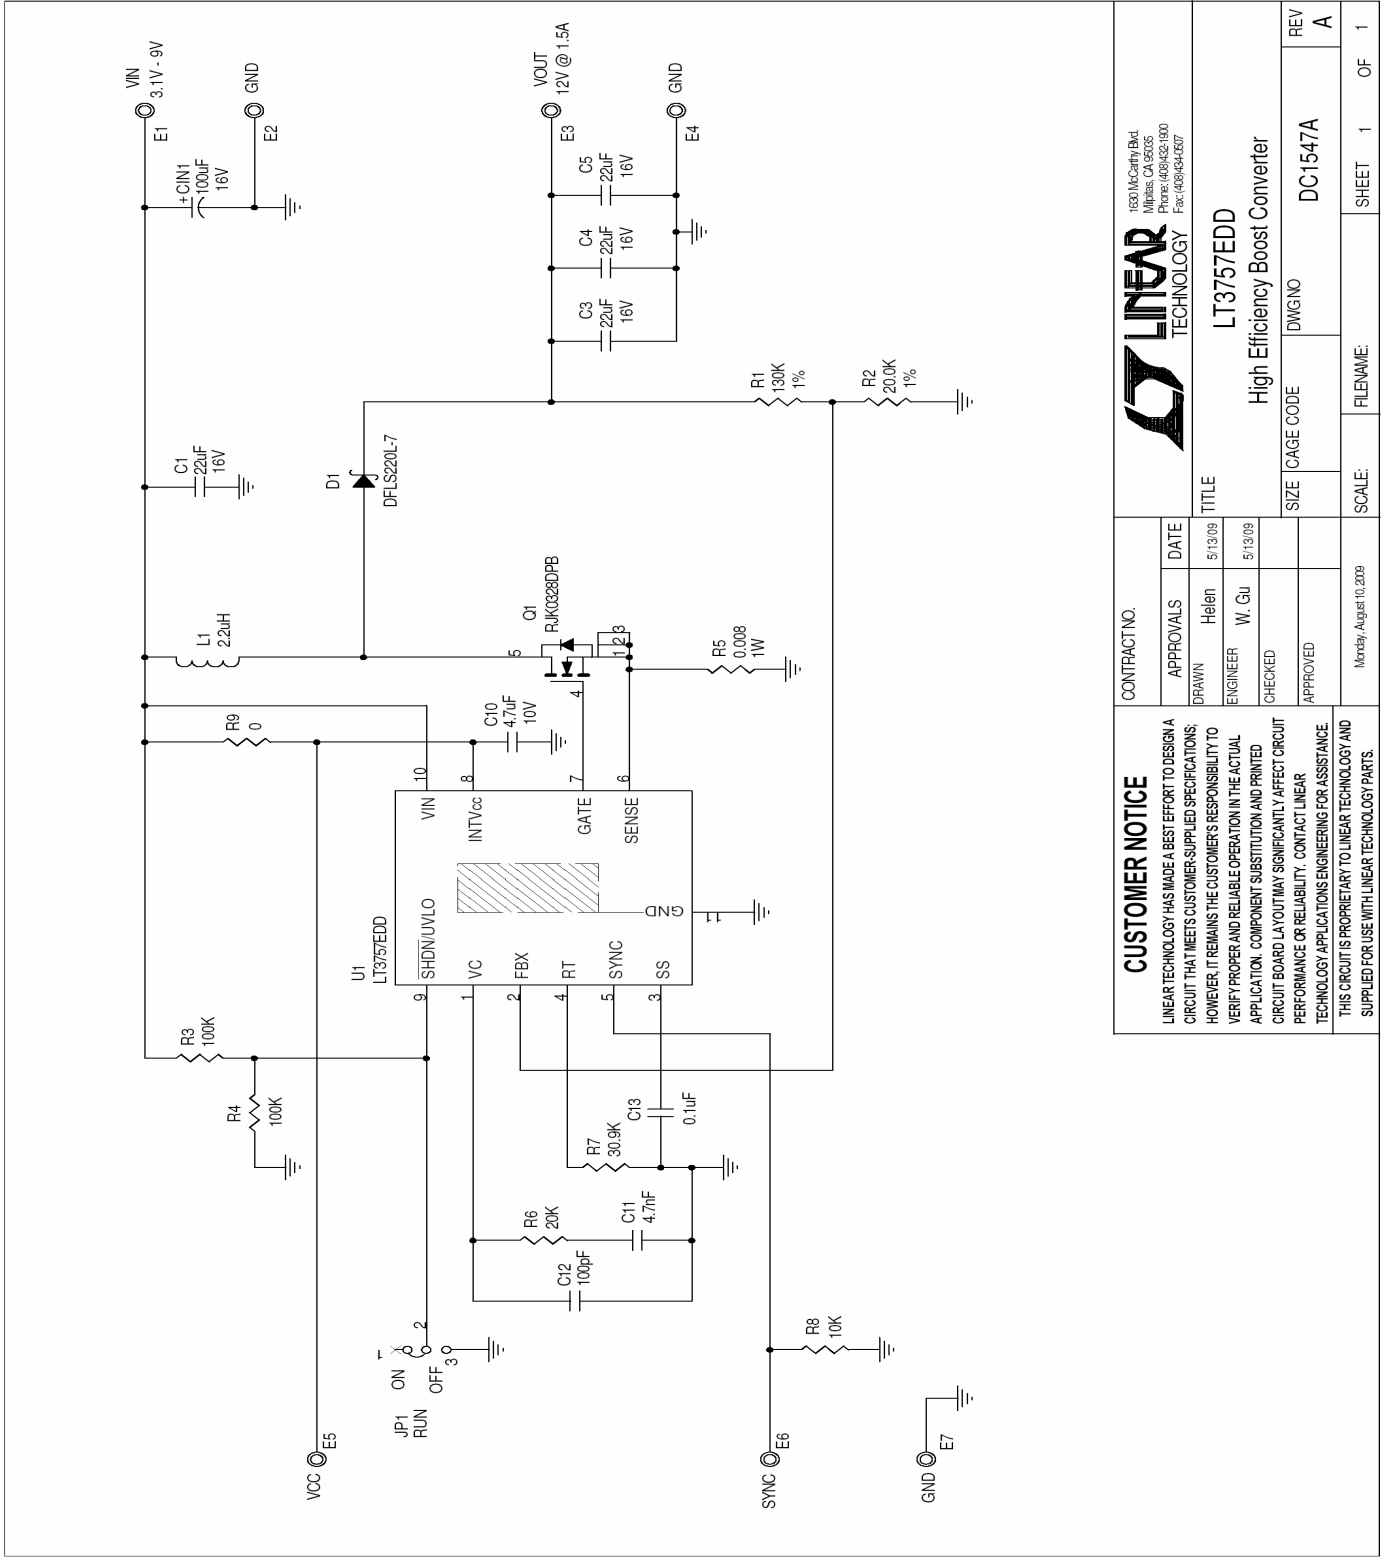 VIN
3.1V - 9V
E1
GND
E2
+CIN1
100uF
16V
VOUT
12V @ 1.5A
E3
GND
E4
C5
22uF
16V
C4
22uF
16V
C3
22uF
16V
C1
22uF
16V
D1
DFLS220L-7
R1
130K
1%
R2
20.0K
1%
L1
2.2uH
Q1
RJK0328DPB
5
4
1 2 3
R5
0.008
1W
R9
0
C10
4.7uF
10V
10
8
7
6
VIN
INTVcc
GATE
SENSE
GND
11
U1
LT3757EDD
SHDN/UVLO
VC
FBX
RT
SYNC
SS
9
1
2
4
5
3
R3
100K
R4
100K
C13
0.1uF
R7
30.9K
R6
20K
C11
4.7nF
C12
100pF
JP1
RUN
ON
OFF
1
2
3
R8
10K
VCC
E5
SYNC
E6
GND
E7
CUSTOMER NOTICE
LINEAR TECHNOLOGY HAS MADE A BEST EFFORT TO DESIGN A
CIRCUIT THAT MEETS CUSTOMER-SUPPLIED SPECIFICATIONS;
HOWEVER, IT REMAINS THE CUSTOMER'S RESPONSIBILITY TO
VERIFY PROPER AND RELIABLE OPERATION IN THE ACTUAL
APPLICATION. COMPONENT SUBSTITUTION AND PRINTED
CIRCUIT BOARD LAYOUT MAY SIGNIFICANTLY AFFECT CIRCUIT
PERFORMANCE OR RELIABILITY. CONTACT LINEAR
TECHNOLOGY APPLICATIONS ENGINEERING FOR ASSISTANCE.
THIS CIRCUIT IS PROPRIETARY TO LINEAR TECHNOLOGY AND
SUPPLIED FOR USE WITH LINEAR TECHNOLOGY PARTS.
CONTRACT NO.
APPROVALS DATE
DRAWN Helen 5/13/09
ENGINEER W. Gu 5/13/09
CHECKED
APPROVED
Monday, August 10, 2009
LINEAR
TECHNOLOGY
1630 McCarthy Blvd.
Milpitas, CA 95035
Phone: (408)432-1900
Fax: (408)434-0507
TITLE
LT3757EDD
High Efficiency Boost Converter
SIZE
CAGE CODE
DWG NO
DC1547A
REV
A
SCALE:
FILENAME:
SHEET 1 OF 1